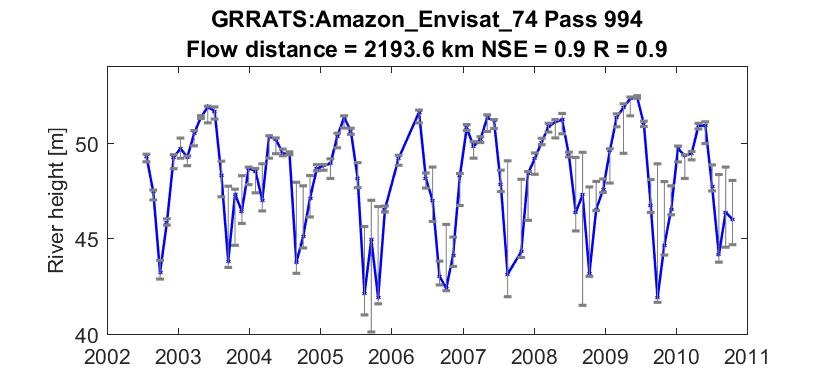 GRRATS:Amazon_Envisat_74 Pass 994
Flow distance = 2193.6 km NSE = 0.9 R = 0.9
River height [m]
50
45
40
2002 2003 2004 2005 2006 2007 2008 2009 2010 2011